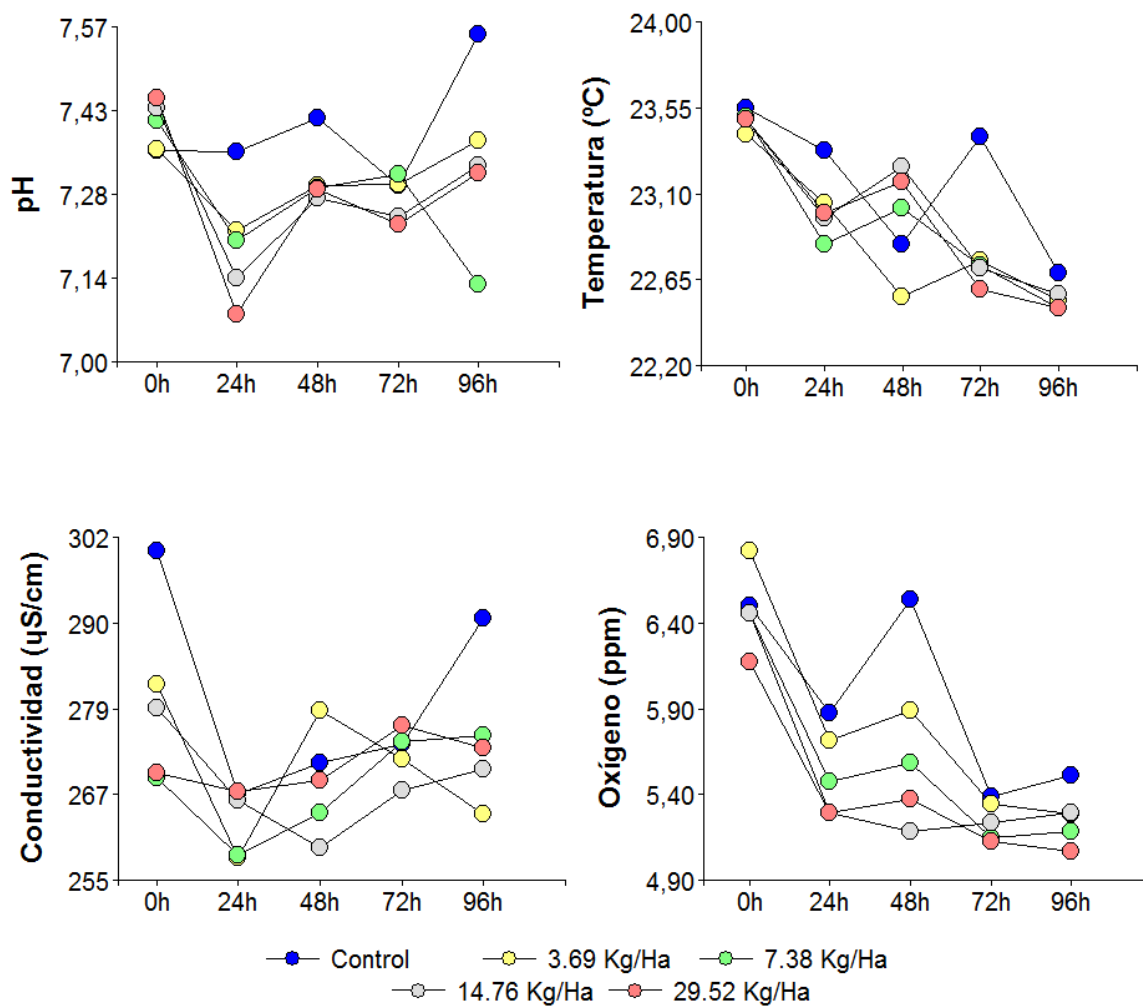 pH
7,57
7,43
7,28
7,14
7,00
0h 24h 48h 72h 96h
Temperatura (ºC)
24,00
23,55
23,10
22,65
22,20
0h 24h 48h 72h 96h
Conductividad (uS/cm)
302
290
279
267
255
0h 24h 48h 72h 96h
Oxígeno (ppm)
6,90
6,40
5,90
5,40
4,90
0h 24h 48h 72h 96h
Control 3.69 Kg/Ha 7.38 Kg/Ha
14.76 Kg/Ha 29.52 Kg/Ha